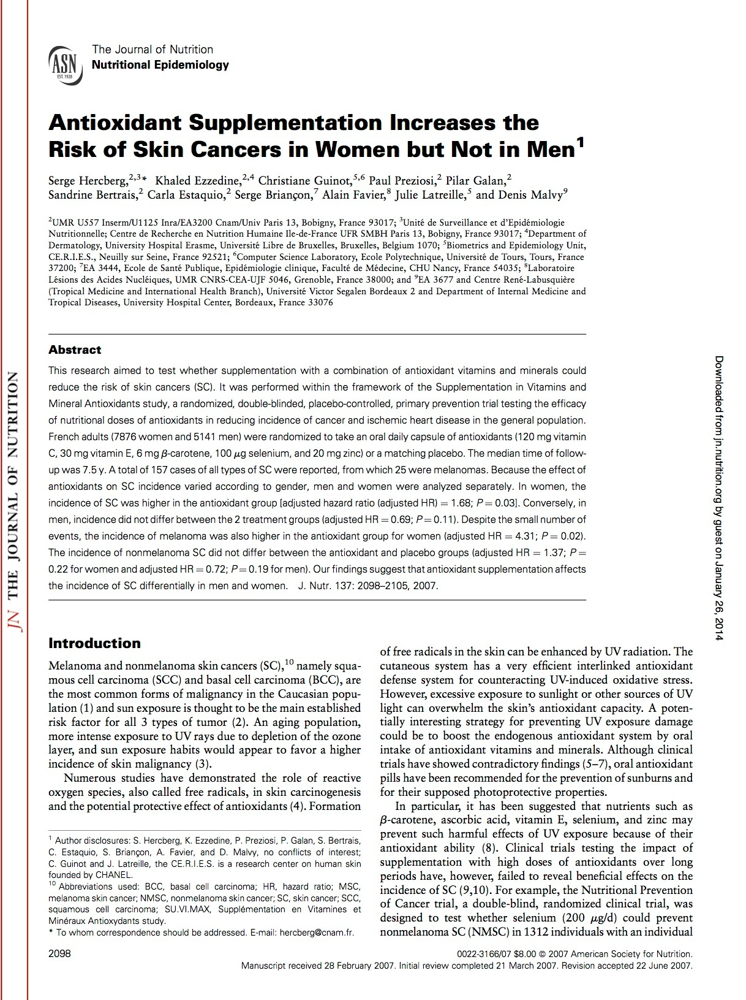 ASN
EST. 1928
The Journal of Nutrition
Nutritional Epidemiology
Antioxidant Supplementation Increases the
Risk of Skin Cancers in Women but Not in Men¹
Serge Hercberg,²,³* Khaled Ezzedine,²,⁴ Christiane Guinot,⁵,⁶ Paul Preziosi,² Pilar Galan,²
Sandrine Bertrais,² Carla Estaquio,² Serge Briançon,⁷ Alain Favier,⁸ Julie Latreille,⁵ and Denis Malvy⁹
²UMR U557 Inserm/U1125 Inra/EA3200 Cnam/Univ Paris 13, Bobigny, France 93017; ³Unité de Surveillance et d'Epidémiologie
Nutritionnelle; Centre de Recherche en Nutrition Humaine Ile-de-France UFR SMBH Paris 13, Bobigny, France 93017; ⁴Department of
Dermatology, University Hospital Erasme, Université Libre de Bruxelles, Bruxelles, Belgium 1070; ⁵Biometrics and Epidemiology Unit,
CE.R.I.E.S., Neuilly sur Seine, France 92521; ⁶Computer Science Laboratory, Ecole Polytechnique, Université de Tours, Tours, France
37200; ⁷EA 3444, Ecole de Santé Publique, Epidémiologie clinique, Faculté de Médecine, CHU Nancy, France 54035; ⁸Laboratoire
Lésions des Acides Nucléiques, UMR CNRS-CEA-UJF 5046, Grenoble, France 38000; and ⁹EA 3677 and Centre René-Labusquière
(Tropical Medicine and International Health Branch), Université Victor Segalen Bordeaux 2 and Department of Internal Medicine and
Tropical Diseases, University Hospital Center, Bordeaux, France 33076
Abstract
This research aimed to test whether supplementation with a combination of antioxidant vitamins and minerals could
reduce the risk of skin cancers (SC). It was performed within the framework of the Supplementation in Vitamins and
Mineral Antioxidants study, a randomized, double-blinded, placebo-controlled, primary prevention trial testing the efficacy
of nutritional doses of antioxidants in reducing incidence of cancer and ischemic heart disease in the general population.
French adults (7876 women and 5141 men) were randomized to take an oral daily capsule of antioxidants (120 mg vitamin
C, 30 mg vitamin E, 6 mg β-carotene, 100 μg selenium, and 20 mg zinc) or a matching placebo. The median time of follow-
up was 7.5 y. A total of 157 cases of all types of SC were reported, from which 25 were melanomas. Because the effect of
antioxidants on SC incidence varied according to gender, men and women were analyzed separately. In women, the
incidence of SC was higher in the antioxidant group [adjusted hazard ratio (adjusted HR) = 1.68; P = 0.03]. Conversely, in
men, incidence did not differ between the 2 treatment groups (adjusted HR = 0.69; P = 0.11). Despite the small number of
events, the incidence of melanoma was also higher in the antioxidant group for women (adjusted HR = 4.31; P = 0.02).
The incidence of nonmelanoma SC did not differ between the antioxidant and placebo groups (adjusted HR = 1.37; P =
0.22 for women and adjusted HR = 0.72; P = 0.19 for men). Our findings suggest that antioxidant supplementation affects
the incidence of SC differentially in men and women. J. Nutr. 137: 2098–2105, 2007.
Introduction
Melanoma and nonmelanoma skin cancers (SC),¹⁰ namely squa-
mous cell carcinoma (SCC) and basal cell carcinoma (BCC), are
the most common forms of malignancy in the Caucasian popu-
lation (1) and sun exposure is thought to be the main established
risk factor for all 3 types of tumor (2). An aging population,
more intense exposure to UV rays due to depletion of the ozone
layer, and sun exposure habits would appear to favor a higher
incidence of skin malignancy (3).
Numerous studies have demonstrated the role of reactive
oxygen species, also called free radicals, in skin carcinogenesis
and the potential protective effect of antioxidants (4). Formation
¹ Author disclosures: S. Hercberg, K. Ezzedine, P. Preziosi, P. Galan, S. Bertrais,
C. Estaquio, S. Briançon, A. Favier, and D. Malvy, no conflicts of interest;
C. Guinot and J. Latreille, the CE.R.I.E.S. is a research center on human skin
founded by CHANEL.
¹⁰ Abbreviations used: BCC, basal cell carcinoma; HR, hazard ratio; MSC,
melanoma skin cancer; NMSC, nonmelanoma skin cancer; SC, skin cancer; SCC,
squamous cell carcinoma; SU.VI.MAX, Supplémentation en Vitamines et
Minéraux Antioxydants study.
* To whom correspondence should be addressed. E-mail: hercberg@cnam.fr.
of free radicals in the skin can be enhanced by UV radiation. The
cutaneous system has a very efficient interlinked antioxidant
defense system for counteracting UV-induced oxidative stress.
However, excessive exposure to sunlight or other sources of UV
light can overwhelm the skin's antioxidant capacity. A poten-
tially interesting strategy for preventing UV exposure damage
could be to boost the endogenous antioxidant system by oral
intake of antioxidant vitamins and minerals. Although clinical
trials have showed contradictory findings (5–7), oral antioxidant
pills have been recommended for the prevention of sunburns and
for their supposed photoprotective properties.
In particular, it has been suggested that nutrients such as
β-carotene, ascorbic acid, vitamin E, selenium, and zinc may
prevent such harmful effects of UV exposure because of their
antioxidant ability (8). Clinical trials testing the impact of
supplementation with high doses of antioxidants over long
periods have, however, failed to reveal beneficial effects on the
incidence of SC (9,10). For example, the Nutritional Prevention
of Cancer trial, a double-blind, randomized clinical trial, was
designed to test whether selenium (200 μg/d) could prevent
nonmelanoma SC (NMSC) in 1312 individuals with an individual
2098
0022-3166/07 $8.00 © 2007 American Society for Nutrition.
Manuscript received 28 February 2007. Initial review completed 21 March 2007. Revision accepted 22 June 2007.
JN THE JOURNAL OF NUTRITION
Downloaded from jn.nutrition.org by guest on January 26, 2014